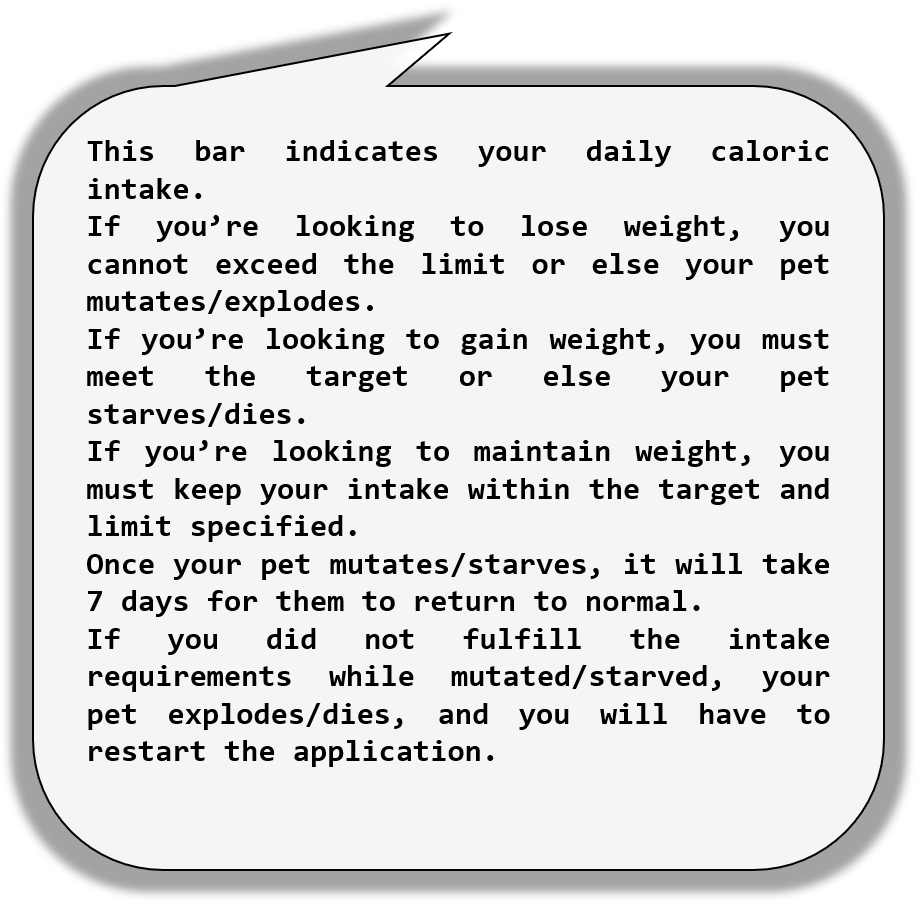 This bar indicates your daily caloric
intake.
If you’re looking to lose weight, you
cannot exceed the limit or else your pet
mutates/explodes.
If you’re looking to gain weight, you must
meet the target or else your pet
starves/dies.
If you’re looking to maintain weight, you
must keep your intake within the target and
limit specified.
Once your pet mutates/starves, it will take
7 days for them to return to normal.
If you did not fulfill the intake
requirements while mutated/starved, your
pet explodes/dies, and you will have to
restart the application.